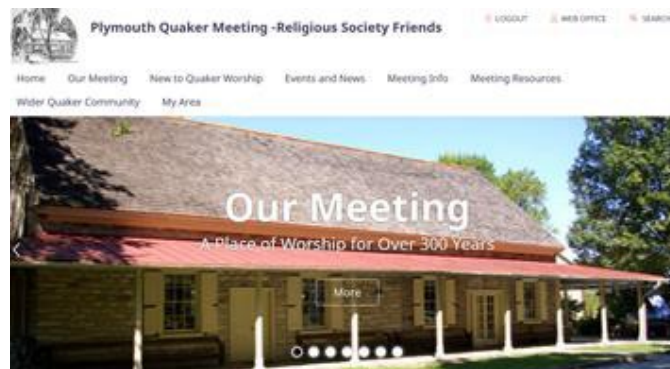 LOGOUT WEB OFFICE SEARCH
Plymouth Quaker Meeting -Religious Society Friends
Home Our Meeting New to Quaker Worship Events and News Meeting Info Meeting Resources
Wider Quaker Community My Area
Our Meeting
A Place of Worship for Over 300 Years
More